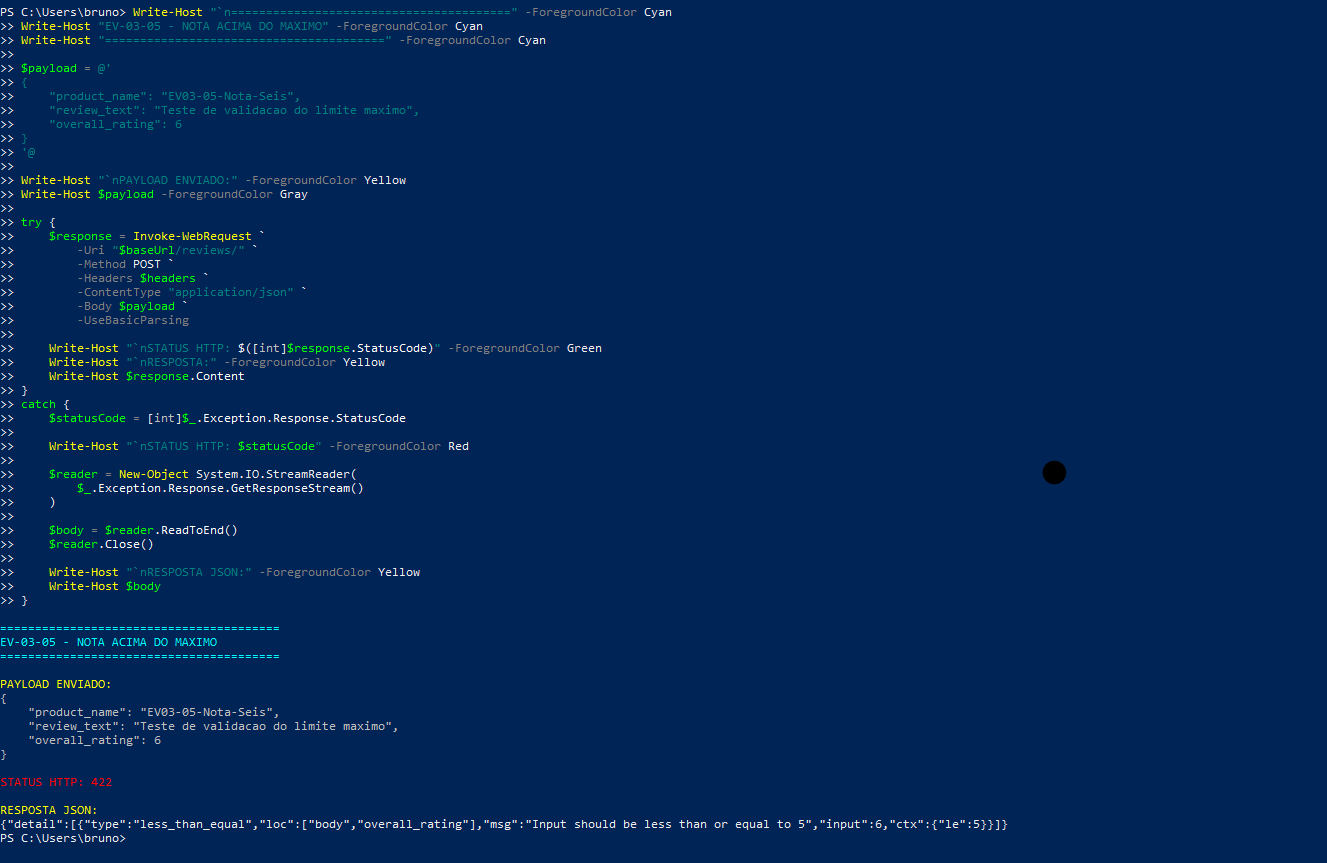 PS C:\Users\bruno> Write-Host "`n========================================" -ForegroundColor Cyan
>> Write-Host "EV-03-05 - NOTA ACIMA DO MAXIMO" -ForegroundColor Cyan
>> Write-Host "========================================" -ForegroundColor Cyan
>>
>> $payload = @'
>> {
>>     "product_name": "EV03-05-Nota-Seis",
>>     "review_text": "Teste de validacao do limite maximo",
>>     "overall_rating": 6
>> }
>> '@
>>
>> Write-Host "`nPAYLOAD ENVIADO:" -ForegroundColor Yellow
>> Write-Host $payload -ForegroundColor Gray
>>
>> try {
>>     $response = Invoke-WebRequest `
>>         -Uri "$baseUrl/reviews/" `
>>         -Method POST `
>>         -Headers $headers `
>>         -ContentType "application/json" `
>>         -Body $payload `
>>         -UseBasicParsing
>>
>>     Write-Host "`nSTATUS HTTP: $([int]$response.StatusCode)" -ForegroundColor Green
>>     Write-Host "`nRESPOSTA:" -ForegroundColor Yellow
>>     Write-Host $response.Content
>> }
>> catch {
>>     $statusCode = [int]$_.Exception.Response.StatusCode
>>
>>     Write-Host "`nSTATUS HTTP: $statusCode" -ForegroundColor Red
>>
>>     $reader = New-Object System.IO.StreamReader(
>>         $_.Exception.Response.GetResponseStream()
>>     )
>>
>>     $body = $reader.ReadToEnd()
>>     $reader.Close()
>>
>>     Write-Host "`nRESPOSTA JSON:" -ForegroundColor Yellow
>>     Write-Host $body
>> }

========================================
EV-03-05 - NOTA ACIMA DO MAXIMO
========================================

PAYLOAD ENVIADO:
{
    "product_name": "EV03-05-Nota-Seis",
    "review_text": "Teste de validacao do limite maximo",
    "overall_rating": 6
}

STATUS HTTP: 422

RESPOSTA JSON:
{"detail":[{"type":"less_than_equal","loc":["body","overall_rating"],"msg":"Input should be less than or equal to 5","input":6,"ctx":{"le":5}}]}
PS C:\Users\bruno>